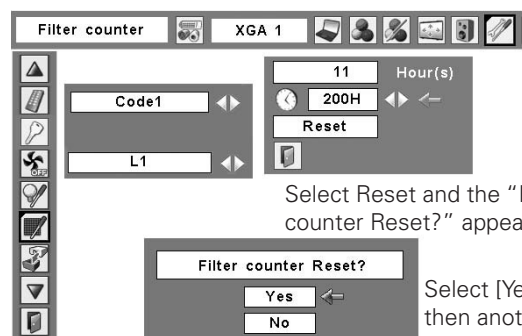 Filter counter
XGA 1
11 Hour(s)
Code1
200H
Reset
L1
OFF
Select Reset and the “
counter Reset?” appea
Filter counter Reset?
Yes
No
Select [Ye
then anot